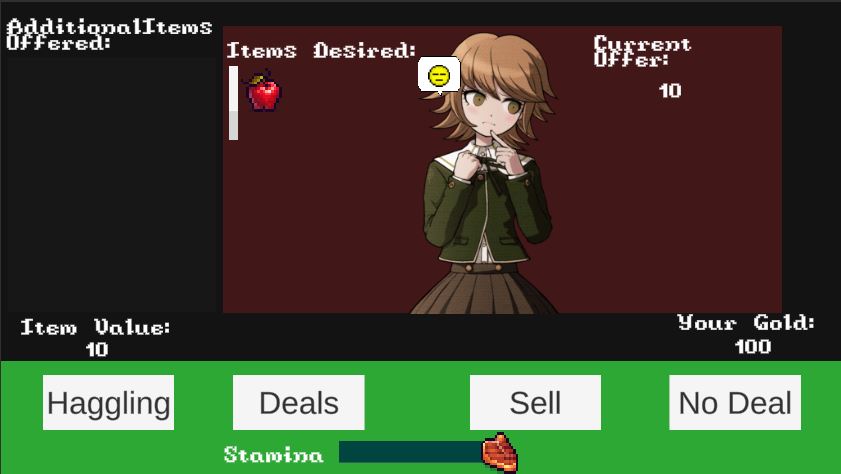 AdditionalItems
Offered:
Items Desired:
Current
Offer:
10
Item Value:
10
Your Gold:
100
Haggling
Deals
Sell
No Deal
Stamina